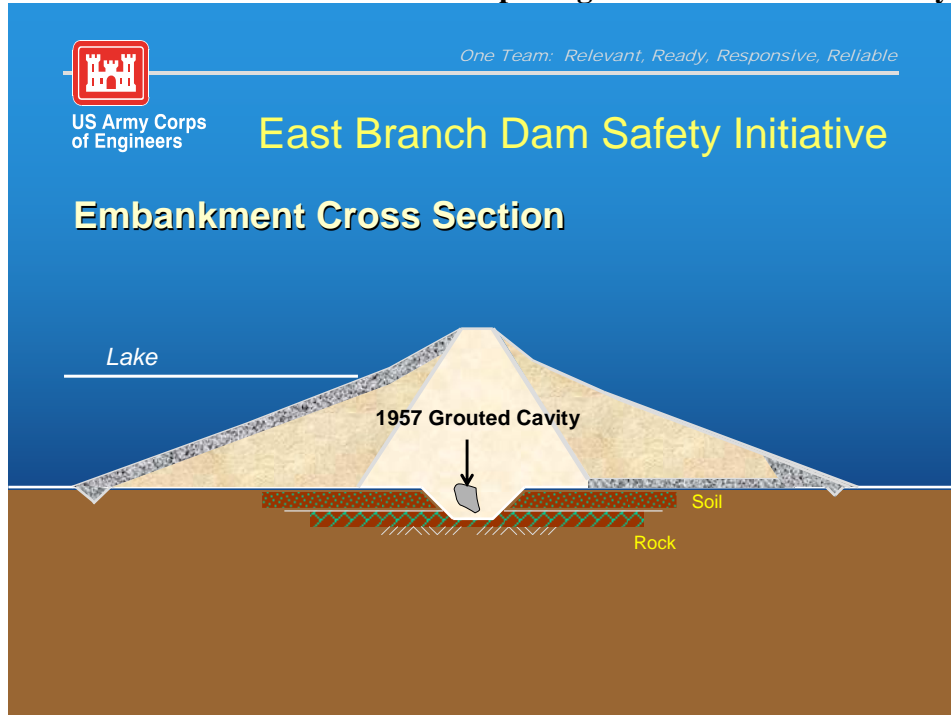 One Team: Relevant, Ready, Responsive, Reliable
US Army Corps
of Engineers
East Branch Dam Safety Initiative
Embankment Cross Section
Lake
1957 Grouted Cavity
Soil
Rock